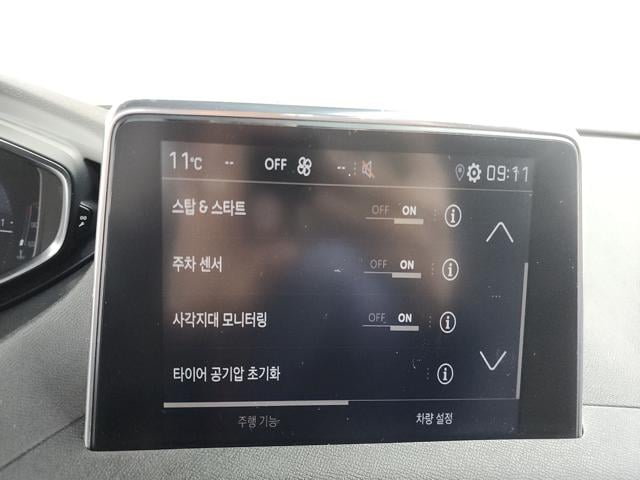 11°C -- OFF -- 09:11
스탑 & 스타트 OFF ON
주차 센서 OFF ON
사각지대 모니터링 OFF ON
타이어 공기압 초기화
주행 기능 차량 설정